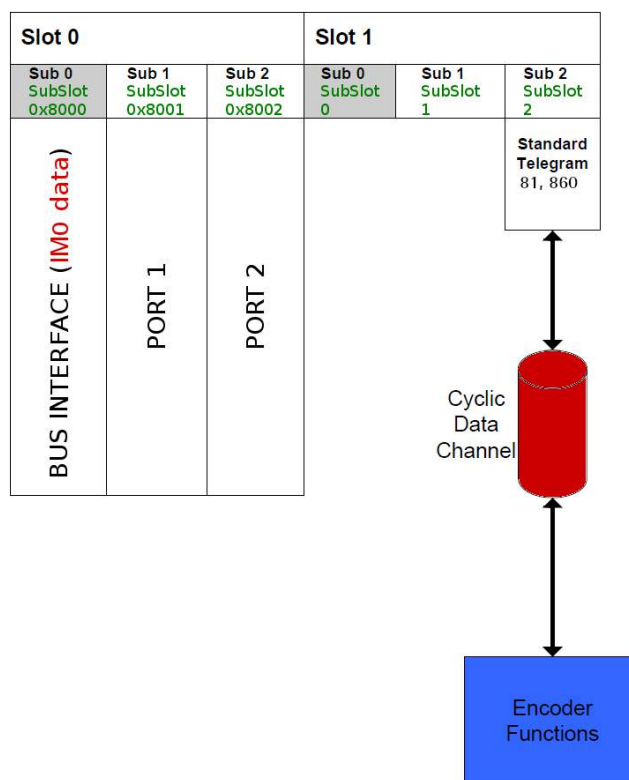 Slot 0
Slot 1
Sub 0
SubSlot
0x8000
Sub 1
SubSlot
0x8001
Sub 2
SubSlot
0x8002
Sub 0
SubSlot
0
Sub 1
SubSlot
1
Sub 2
SubSlot
2
BUS INTERFACE (IM0 data)
PORT 1
PORT 2
Standard
Telegram
81, 860
Cyclic
Data
Channel
Encoder
Functions